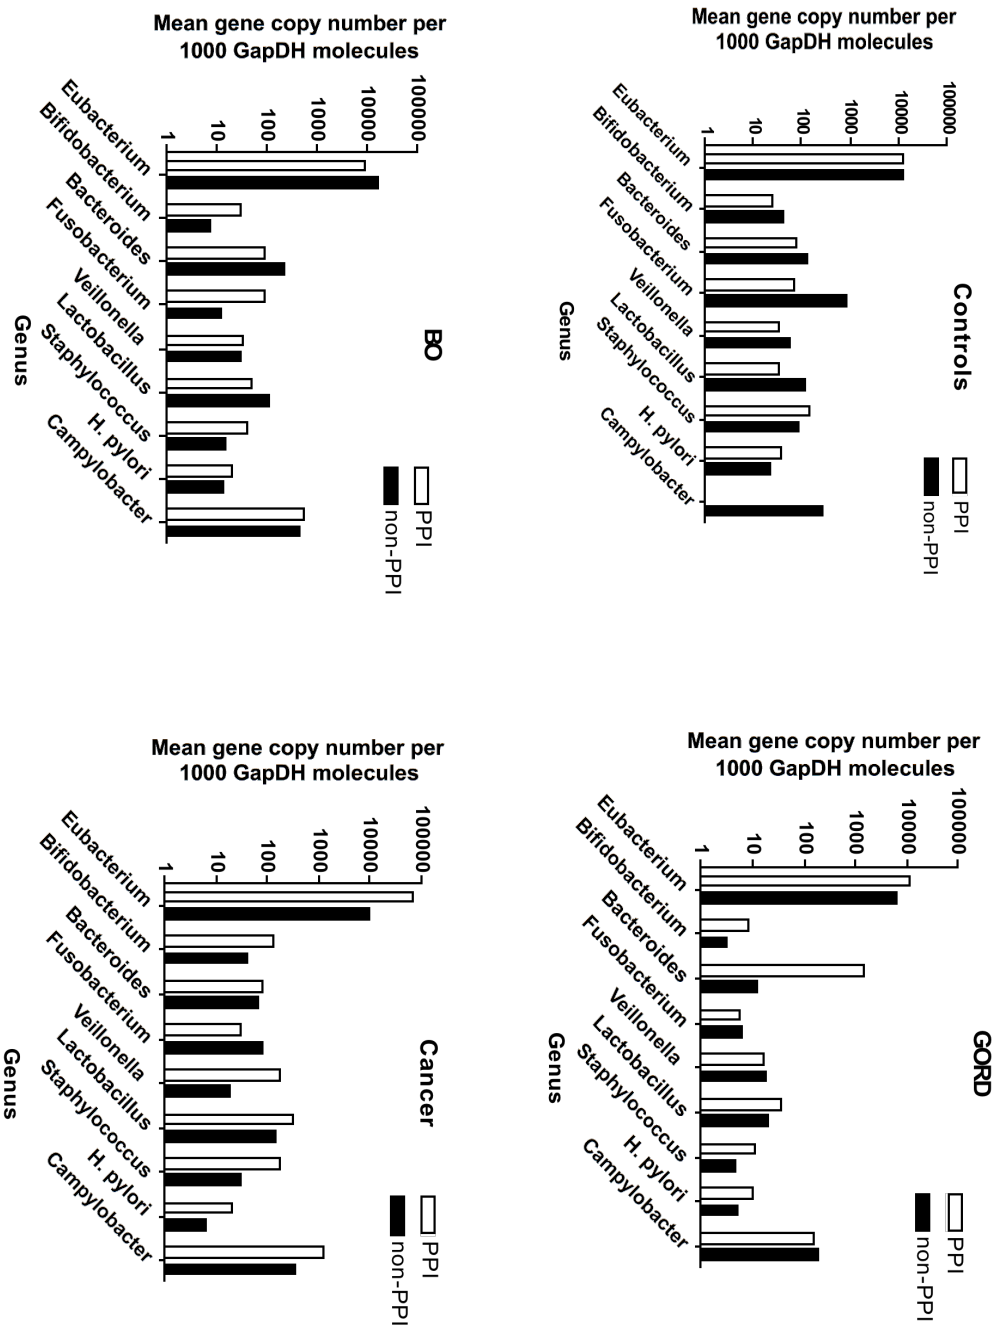 Controls
Mean gene copy number per
1000 GapDH molecules
100000
10000
1000
100
10
1
PPI
non-PPI
Eubacterium
Bifidobacterium
Bacteroides
Fusobacterium
Veillonella
Lactobacillus
Staphylococcus
H. pylori
Campylobacter
Genus
GORD
Mean gene copy number per
1000 GapDH molecules
100000
10000
1000
100
10
1
PPI
non-PPI
Eubacterium
Bifidobacterium
Bacteroides
Fusobacterium
Veillonella
Lactobacillus
Staphylococcus
H. pylori
Campylobacter
Genus
BO
Mean gene copy number per
1000 GapDH molecules
100000
10000
1000
100
10
1
PPI
non-PPI
Eubacterium
Bifidobacterium
Bacteroides
Fusobacterium
Veillonella
Lactobacillus
Staphylococcus
H. pylori
Campylobacter
Genus
Cancer
Mean gene copy number per
1000 GapDH molecules
100000
10000
1000
100
10
1
PPI
non-PPI
Eubacterium
Bifidobacterium
Bacteroides
Fusobacterium
Veillonella
Lactobacillus
Staphylococcus
H. pylori
Campylobacter
Genus